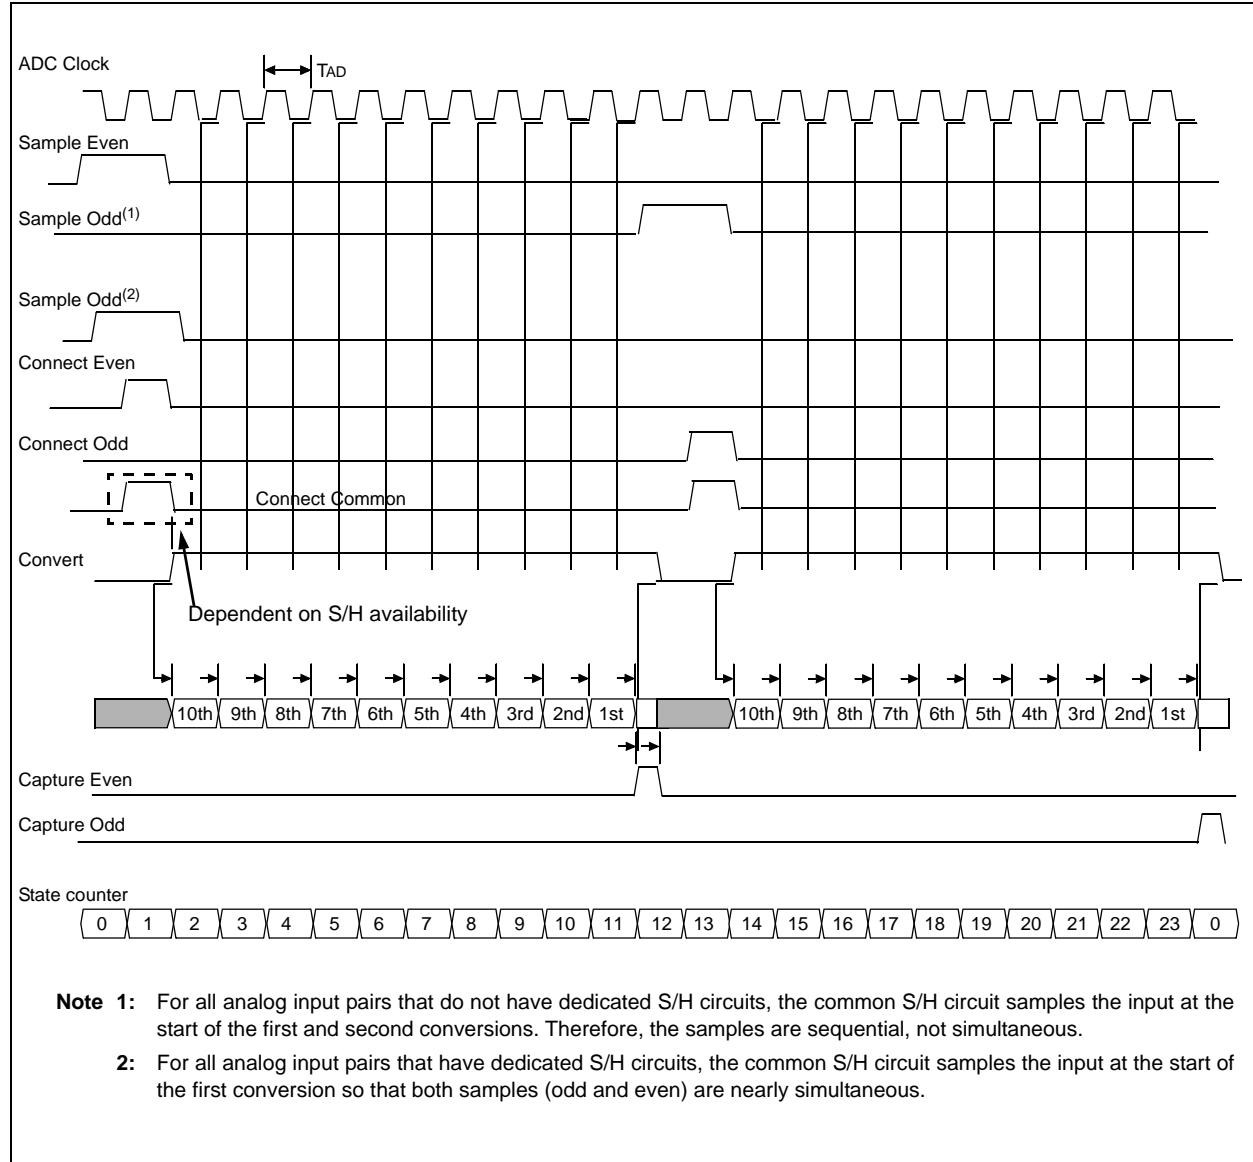 ADC Clock
TAD
Sample Even
Sample Odd(1)
Sample Odd(2)
Connect Even
Connect Odd
Connect Common
Convert
Dependent on S/H availability
10th 9th 8th 7th 6th 5th 4th 3rd 2nd 1st 10th 9th 8th 7th 6th 5th 4th 3rd 2nd 1st
Capture Even
Capture Odd
State counter
0 1 2 3 4 5 6 7 8 9 10 11 12 13 14 15 16 17 18 19 20 21 22 23 0
Note 1: For all analog input pairs that do not have dedicated S/H circuits, the common S/H circuit samples the input at the
start of the first and second conversions. Therefore, the samples are sequential, not simultaneous.
2: For all analog input pairs that have dedicated S/H circuits, the common S/H circuit samples the input at the start of
the first conversion so that both samples (odd and even) are nearly simultaneous.